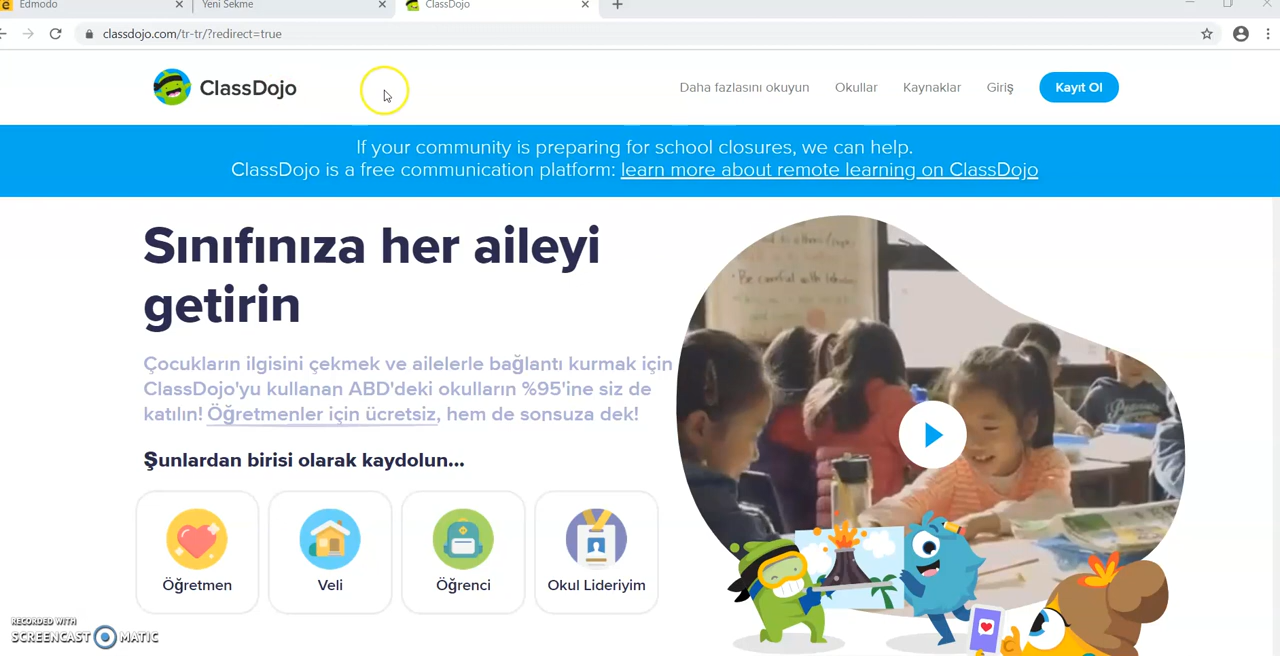 Edmodo
Yeni Sekme
ClassDojo
classdojo.com/tr-tr/?redirect=true
ClassDojo
Daha fazlasını okuyun
Okullar
Kaynaklar
Giriş
Kayıt Ol
If your community is preparing for school closures, we can help.
ClassDojo is a free communication platform: learn more about remote learning on ClassDojo
Sınıfınıza her aileyi
getirin
Çocukların ilgisini çekmek ve ailelerle bağlantı kurmak için
ClassDojo'yu kullanan ABD'deki okulların %95'ine siz de
katılın! Öğretmenler için ücretsiz, hem de sonsuza dek!
Şunlardan birisi olarak kaydolun...
Öğretmen
Veli
Öğrenci
Okul Lideriyim
RECORDED WITH
SCREENCAST MATIC